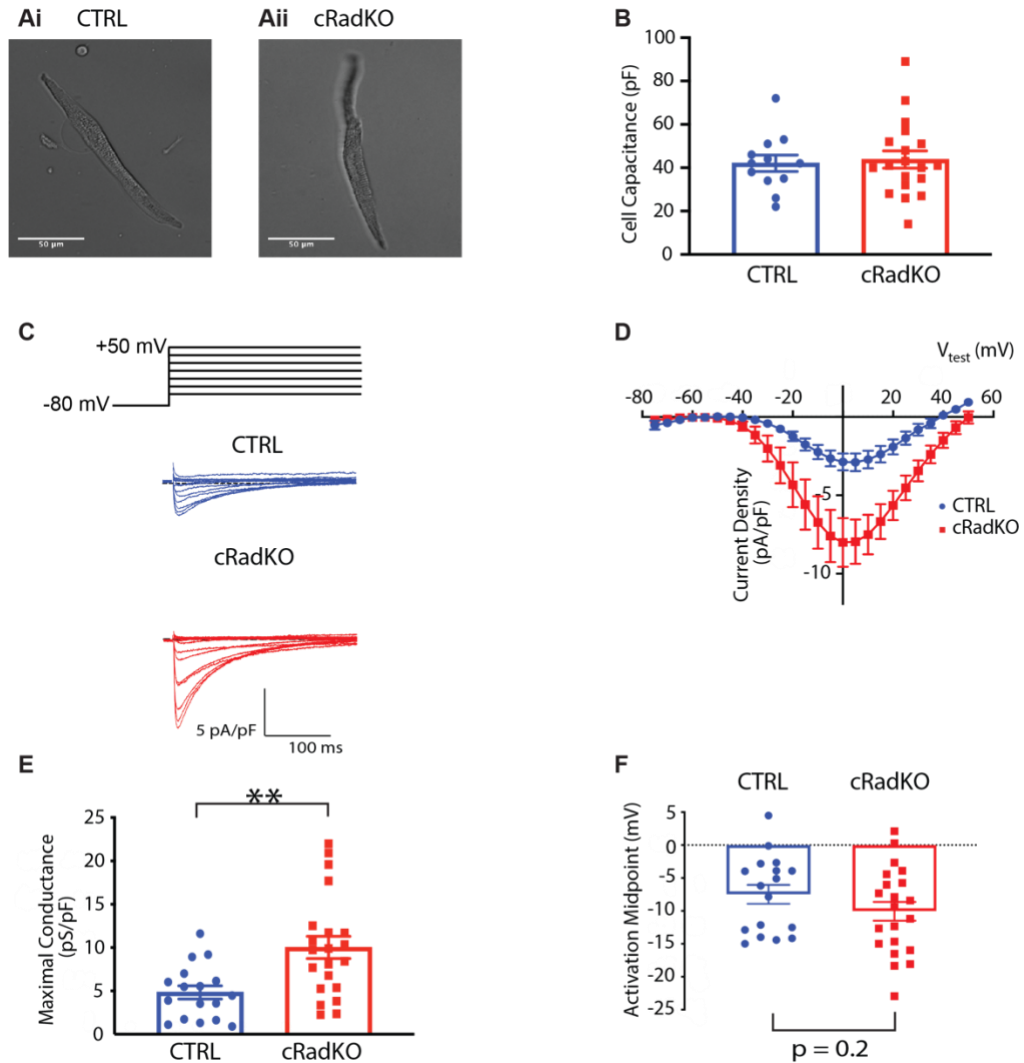 Ai CTRL
Aii cRadKO
50 µm
50 µm
B
100
80
60
40
20
0
Cell Capacitance (pF)
CTRL cRadKO
C
+50 mV
-80 mV
CTRL
cRadKO
5 pA/pF
100 ms
D
Vtest (mV)
-80 -60 -40 -20 20 40 60
-5
-10
Current Density
(pA/pF)
CTRL
cRadKO
E
**
25
20
15
10
5
0
Maximal Conductance
(pS/pF)
CTRL cRadKO
F
CTRL cRadKO
5
0
-5
-10
-15
-20
-25
Activation Midpoint (mV)
p = 0.2